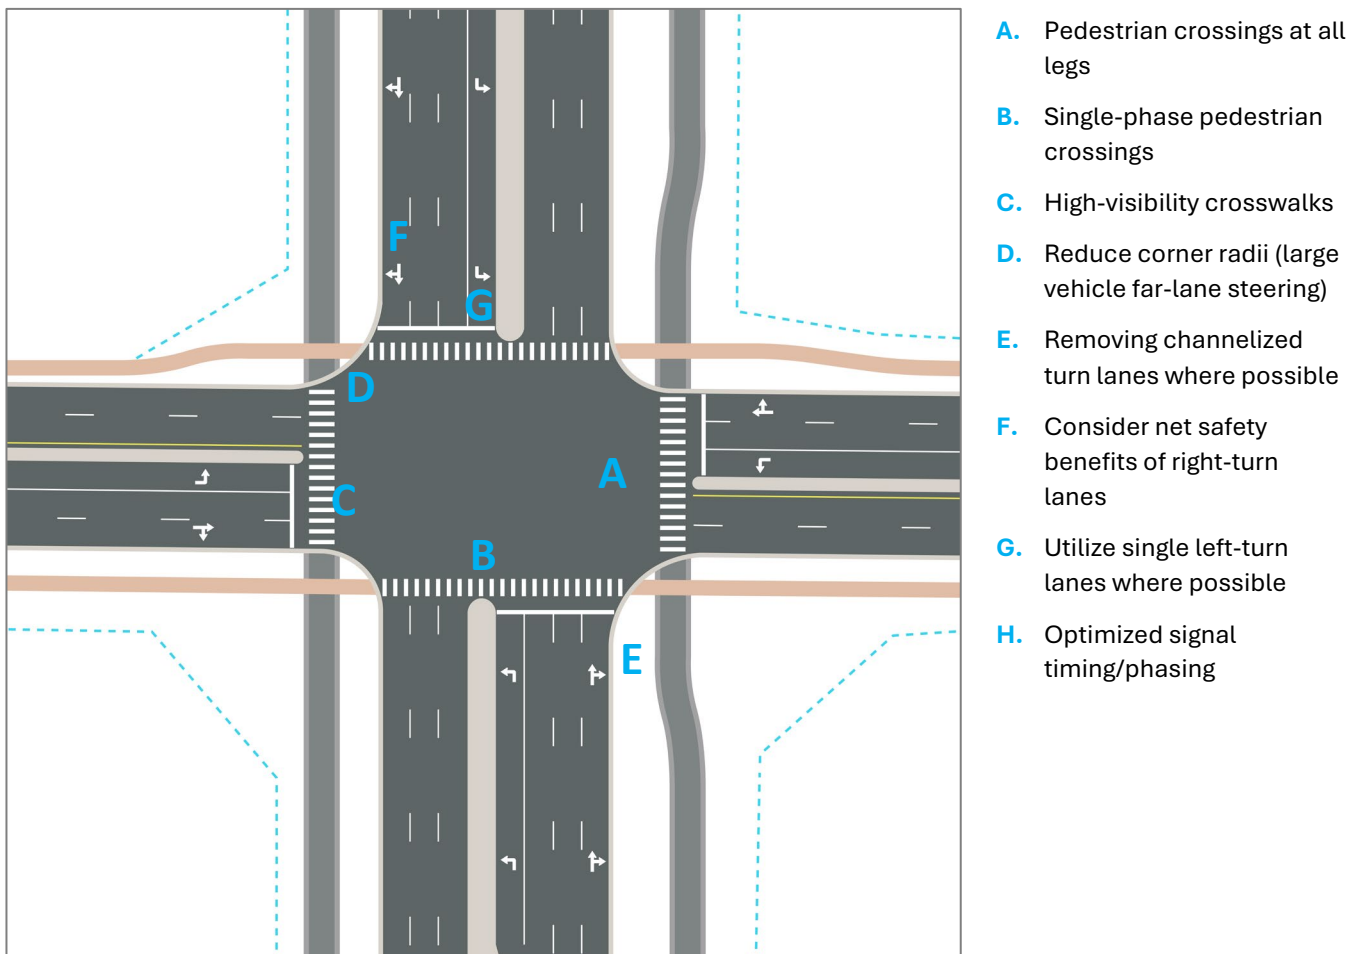 A. Pedestrian crossings at all
legs
B. Single-phase pedestrian
crossings
C. High-visibility crosswalks
D. Reduce corner radii (large
vehicle far-lane steering)
E. Removing channelized
turn lanes where possible
F. Consider net safety
benefits of right-turn
lanes
G. Utilize single left-turn
lanes where possible
H. Optimized signal
timing/phasing
F
G
D
A
C
B
E